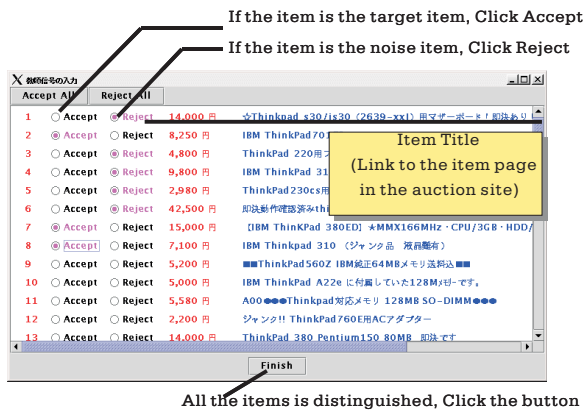 If the item is the target item, Click Accept
If the item is the noise item, Click Reject
教師信号の入力
Accept All Reject All
1 Accept Reject 14,000 円 ☆Thinkpad s30/is30（2639-xxl）用マザーボード！即決あり！
2 Accept Reject 8,250 円 IBM ThinkPad701
3 Accept Reject 4,800 円 ThinkPad 220用
4 Accept Reject 9,800 円 IBM ThinkPad 31
5 Accept Reject 2,980 円 ThinkPad230cs用
6 Accept Reject 42,500 円 即決動作確認済みthi
Item Title
(Link to the item page
in the auction site)
7 Accept Reject 15,000 円 【IBM ThinKPad 380ED】★MMX166MHz・CPU/3GB・HDD/
8 Accept Reject 7,100 円 IBM Thinkpad 310 （ジャンク品 液晶難有）
9 Accept Reject 5,200 円 ■■ThinkPad560Z IBM純正64MBメモリ送料込■■
10 Accept Reject 5,000 円 IBM ThinkPad A22e に付属していた128Mメモリｰです。
11 Accept Reject 5,580 円 A00●●●Thinkpad対応メモリ 128MB SO-DIMM●●●
12 Accept Reject 2,200 円 ジャンク!! ThinkPad760E用ACアダプター
13 Accept Reject 14,000 円 ThinkPad 380 Pentium150 80MB 即決です
Finish
All the items is distinguished, Click the button